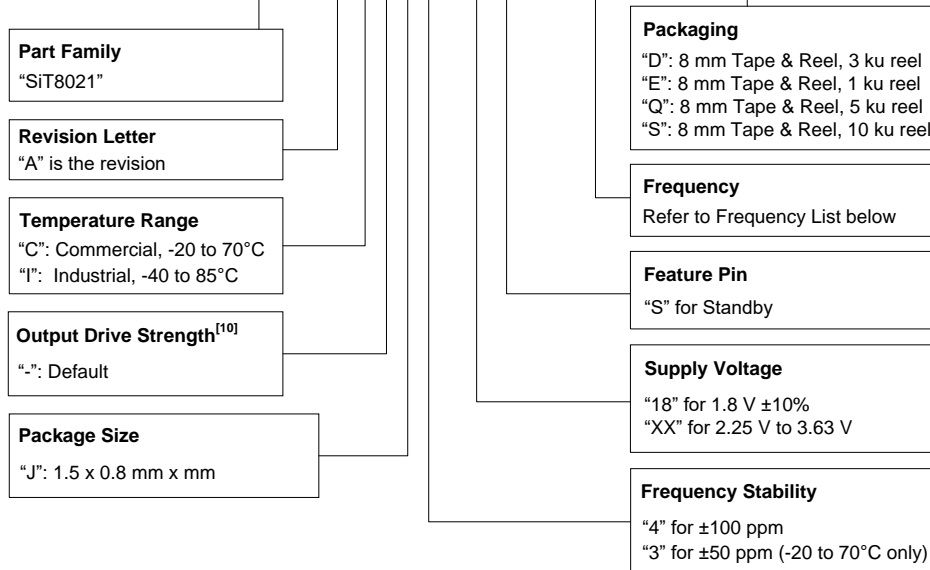 Part Family
“SiT8021”
Revision Letter
“A” is the revision
Temperature Range
“C”: Commercial, -20 to 70°C
“I”: Industrial, -40 to 85°C
Output Drive Strength[10]
“-”: Default
Package Size
“J”: 1.5 x 0.8 mm x mm
Packaging
“D”: 8 mm Tape & Reel, 3 ku reel
“E”: 8 mm Tape & Reel, 1 ku reel
“Q”: 8 mm Tape & Reel, 5 ku reel
“S”: 8 mm Tape & Reel, 10 ku reel
Frequency
Refer to Frequency List below
Feature Pin
“S” for Standby
Supply Voltage
“18” for 1.8 V ±10%
“XX” for 2.25 V to 3.63 V
Frequency Stability
“4” for ±100 ppm
“3” for ±50 ppm (-20 to 70°C only)